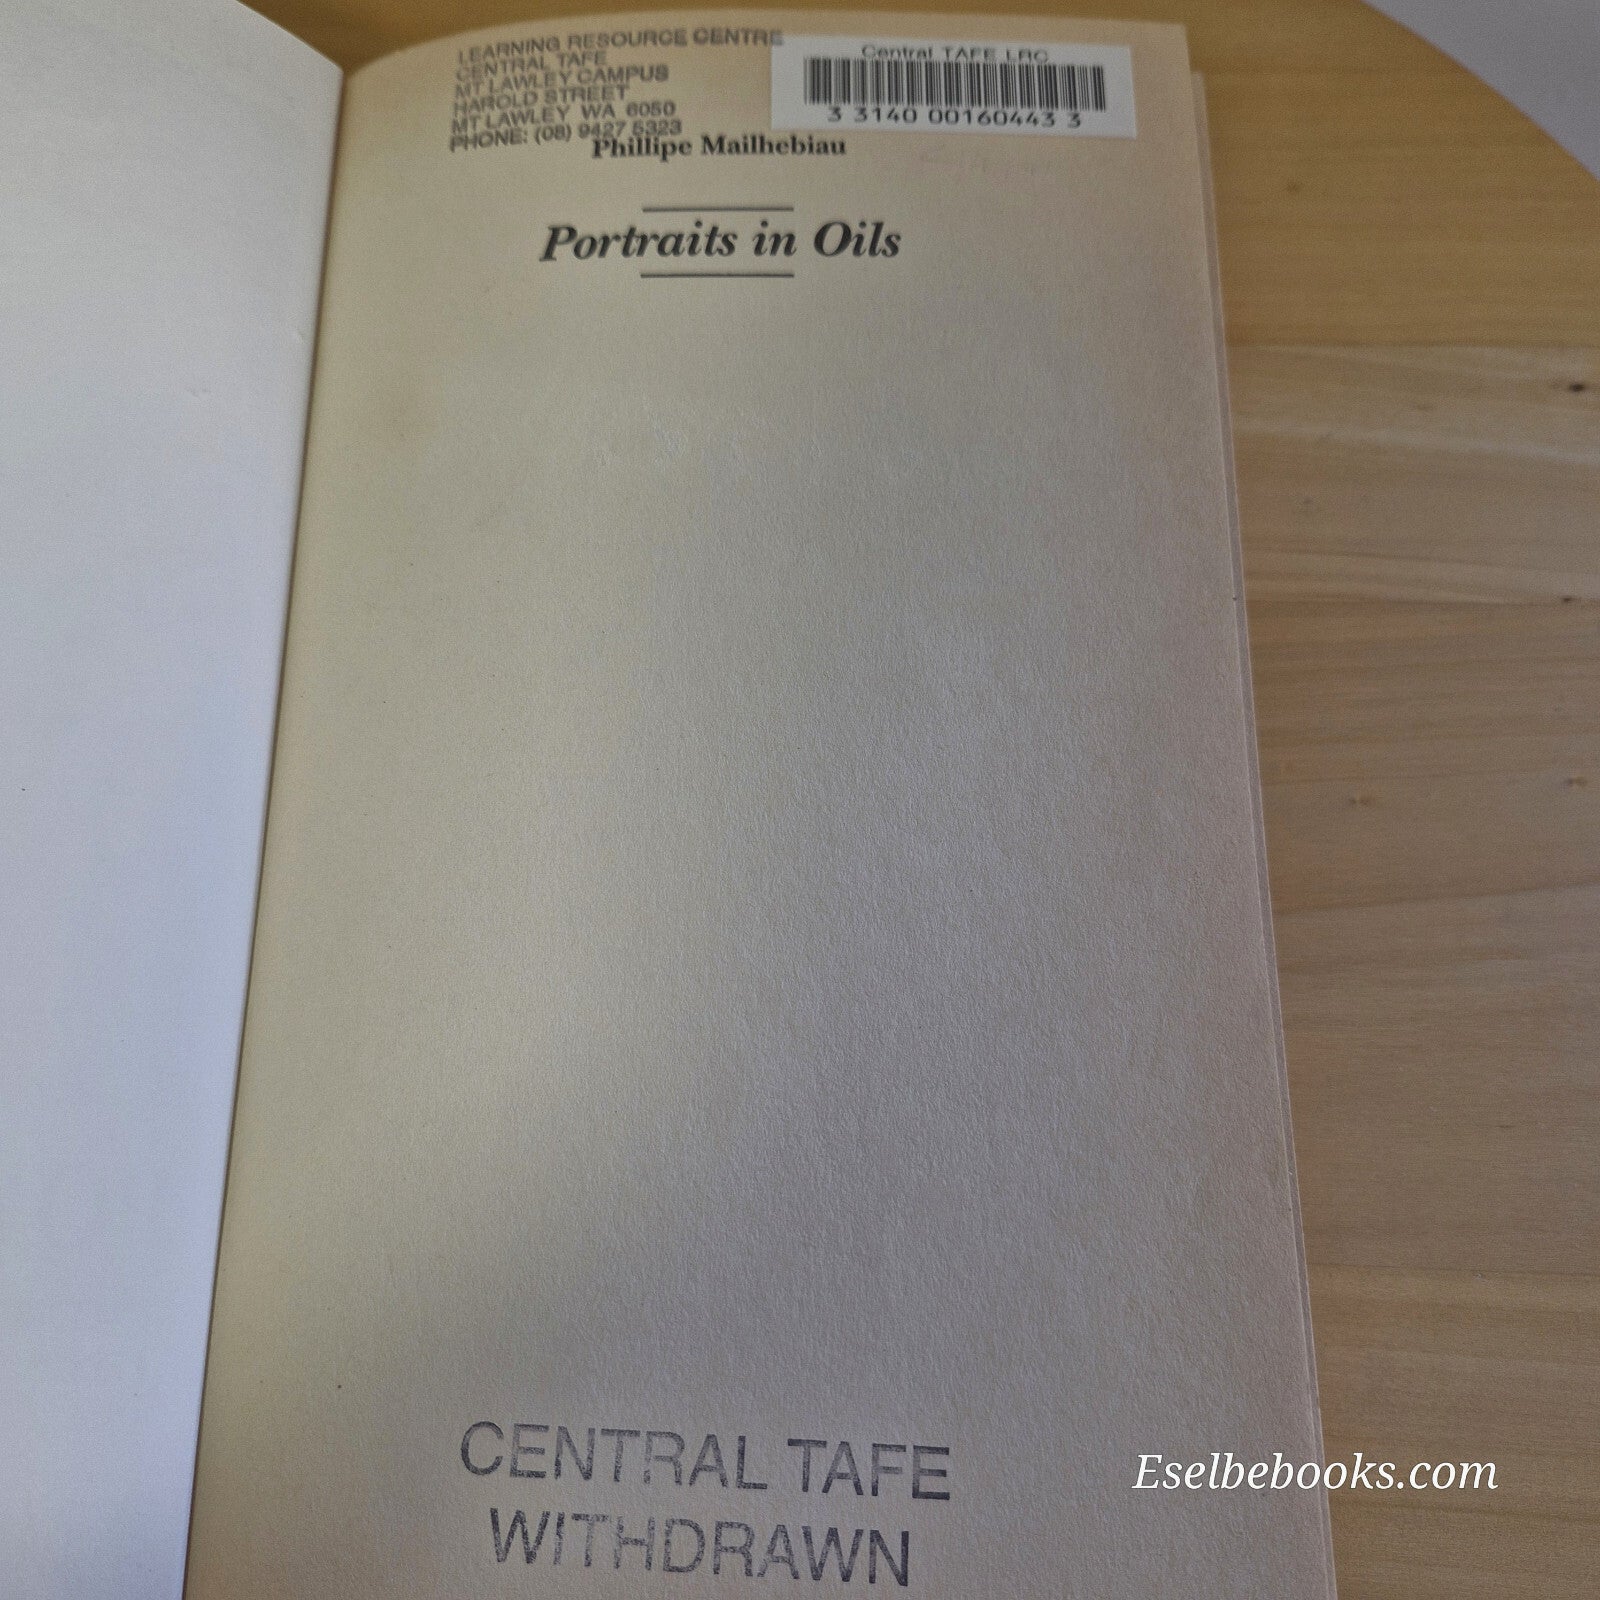 LEARNING RESOURCE CENTRE
CENTRAL TAFE
MT LAWLEY CAMPUS
HAROLD STREET
MT LAWLEY WA 6050
PHONE: (08) 9427 5323
Central TAFE LRC
3 3140 00160443 3
Phillipe Mailhebiau
Portraits in Oils
CENTRAL TAFE
WITHDRAWN
Eselbebooks.com